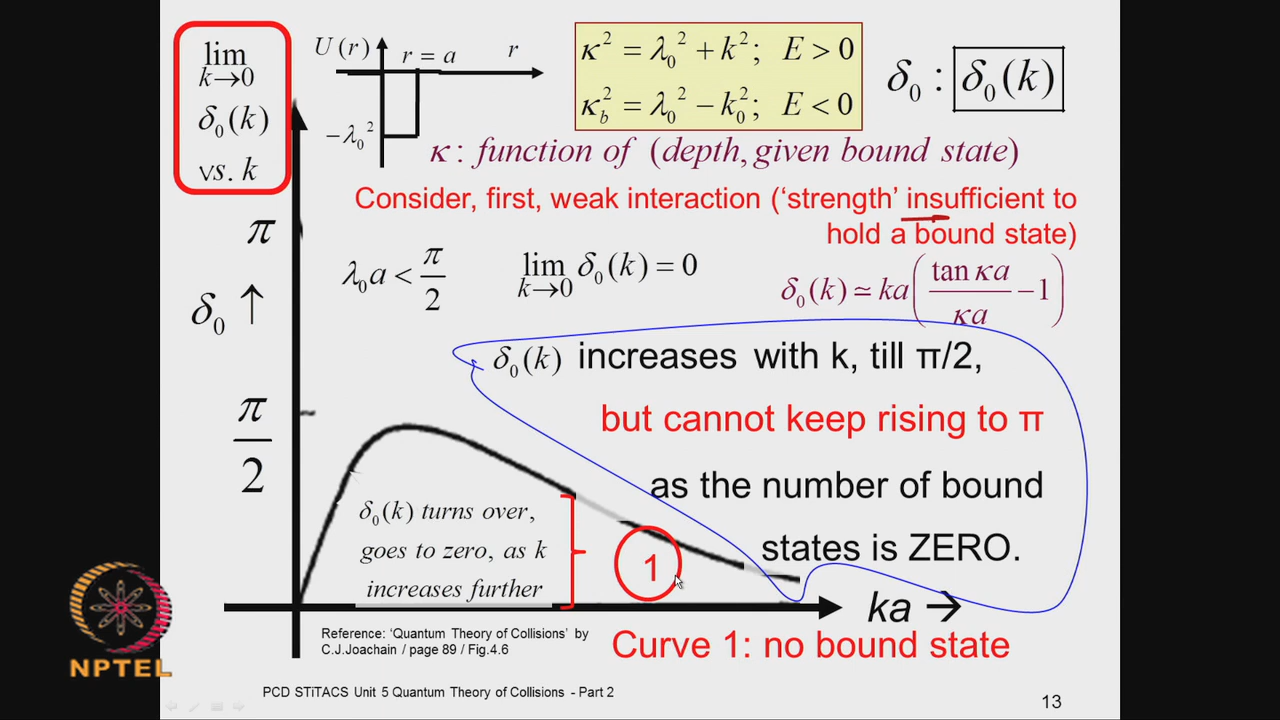 lim
k→0
δ₀(k)
vs. k
U(r)
r = a
r
−λ₀²
κ² = λ₀² + k²; E > 0
κ_b² = λ₀² − k₀²; E < 0
δ₀ : δ₀(k)
κ : function of (depth, given bound state)
Consider, first, weak interaction (‘strength’ insufficient to
hold a bound state)
π
λ₀a < π/2
lim k→0 δ₀(k) = 0
δ₀(k) ≃ ka(tan κa/κa − 1)
δ₀ ↑
δ₀(k) increases with k, till π/2,
but cannot keep rising to π
as the number of bound
states is ZERO.
π/2
δ₀(k) turns over,
goes to zero, as k
increases further
1
ka →
Reference: ‘Quantum Theory of Collisions’ by
C.J.Joachain / page 89 / Fig.4.6
Curve 1: no bound state
NPTEL
PCD STiTACS Unit 5 Quantum Theory of Collisions - Part 2
13